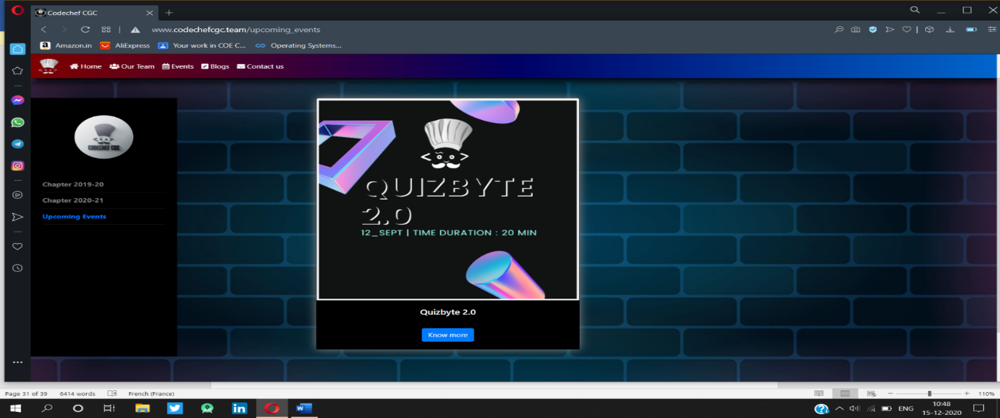 Codechef CGC
www.codechefcgc.team/upcoming_events
a Amazon.in AliExpress Your work in COE C... Operating Systems...
Home Our Team Events Blogs Contact us
CODECHEF CGC
Chapter 2019-20
Chapter 2020-21
Upcoming Events
QUIZBYTE
2.0
12_SEPT | TIME DURATION : 20 MIN
Quizbyte 2.0
Know more
Page 31 of 39 6414 words French (France) 110%
ENG
10:48
15-12-2020